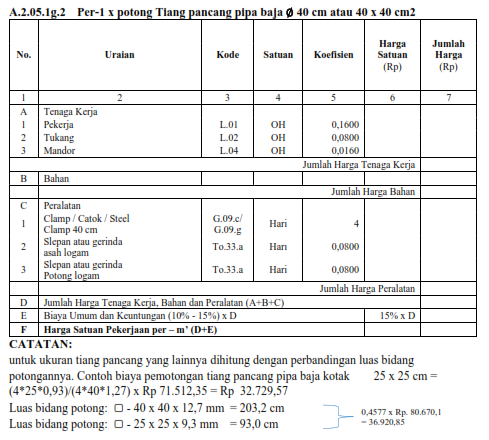 A.2.05.1g.2 Per-1 x potong Tiang pancang pipa baja Ø 40 cm atau 40 x 40 cm2
No. Uraian Kode Satuan Koefisien Harga Satuan (Rp) Jumlah Harga (Rp)
1 2 3 4 5 6 7
A Tenaga Kerja
1 Pekerja L.01 OH 0,1600
2 Tukang L.02 OH 0,0800
3 Mandor L.04 OH 0,0160
Jumlah Harga Tenaga Kerja
B Bahan
Jumlah Harga Bahan
C Peralatan
1 Clamp / Catok / Steel Clamp 40 cm G.09.c/ G.09.g Hari 4
2 Slepan atau gerinda asah logam To.33.a Hari 0,0800
3 Slepan atau gerinda Potong logam To.33.a Hari 0,0800
Jumlah Harga Peralatan
D Jumlah Harga Tenaga Kerja, Bahan dan Peralatan (A+B+C)
E Biaya Umum dan Keuntungan (10% - 15%) x D 15% x D
F Harga Satuan Pekerjaan per – m' (D+E)
CATATAN:
untuk ukuran tiang pancang yang lainnya dihitung dengan perbandingan luas bidang
potongannya. Contoh biaya pemotongan tiang pancang pipa baja kotak 25 x 25 cm =
(4*25*0,93)/(4*40*1,27) x Rp 71.512,35 = Rp 32.729,57
Luas bidang potong: ▢ - 40 x 40 x 12,7 mm = 203,2 cm
Luas bidang potong: ▢ - 25 x 25 x 9,3 mm = 93,0 cm
0,4577 x Rp. 80.670,1
= 36.920,85